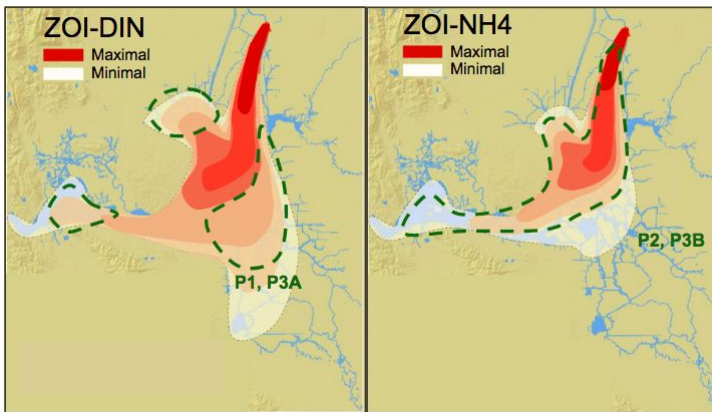 ZOI-DIN
Maximal
Minimal
P1, P3A
ZOI-NH4
Maximal
Minimal
P2, P3B